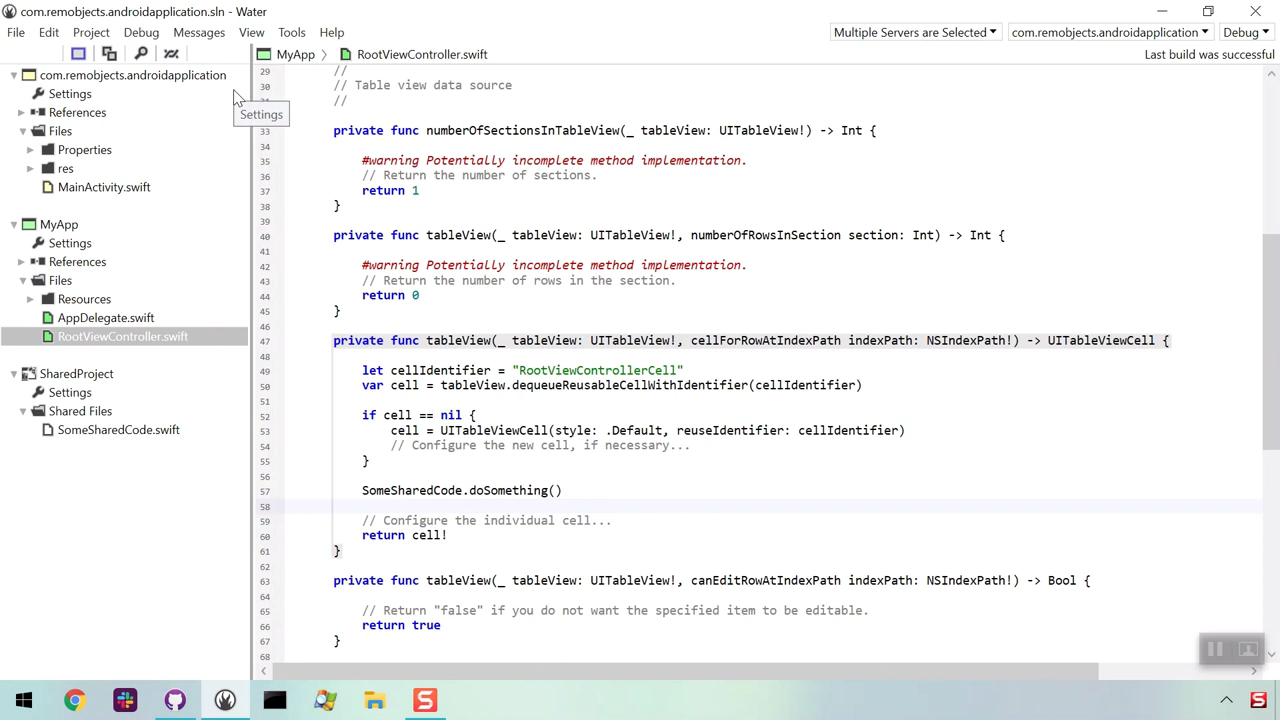 com.remobjects.androidapplication.sln - Water
File Edit Project Debug Messages View Tools Help
Multiple Servers are Selected com.remobjects.androidapplication Debug
MyApp RootViewController.swift Last build was successful
com.remobjects.androidapplication
Settings
References
Files
Properties
res
MainActivity.swift
MyApp
Settings
References
Files
Resources
AppDelegate.swift
RootViewController.swift
SharedProject
Settings
Shared Files
SomeSharedCode.swift
Settings
29 //
30 // Table view data source
//
33 private func numberOfSectionsInTableView(_ tableView: UITableView!) -> Int {
34
35 #warning Potentially incomplete method implementation.
36 // Return the number of sections.
37 return 1
38 }
39
40 private func tableView(_ tableView: UITableView!, numberOfRowsInSection section: Int) -> Int {
41
42 #warning Potentially incomplete method implementation.
43 // Return the number of rows in the section.
44 return 0
45 }
46
47 private func tableView(_ tableView: UITableView!, cellForRowAtIndexPath indexPath: NSIndexPath!) -> UITableViewCell {
48
49 let cellIdentifier = "RootViewControllerCell"
50 var cell = tableView.dequeueReusableCellWithIdentifier(cellIdentifier)
51
52 if cell == nil {
53 cell = UITableViewCell(style: .Default, reuseIdentifier: cellIdentifier)
54 // Configure the new cell, if necessary...
55 }
56
57 SomeSharedCode.doSomething()
58
59 // Configure the individual cell...
60 return cell!
61 }
62
63 private func tableView(_ tableView: UITableView!, canEditRowAtIndexPath indexPath: NSIndexPath!) -> Bool {
64
65 // Return "false" if you do not want the specified item to be editable.
66 return true
67 }
68